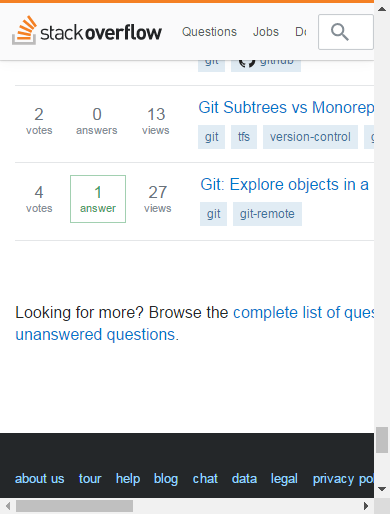 stackoverflow Questions Jobs
git github
2 votes 0 answers 13 views Git Subtrees vs Monorep
git tfs version-control g
4 votes 1 answer 27 views Git: Explore objects in a
git git-remote
Looking for more? Browse the complete list of ques
unanswered questions.
about us tour help blog chat data legal privacy po